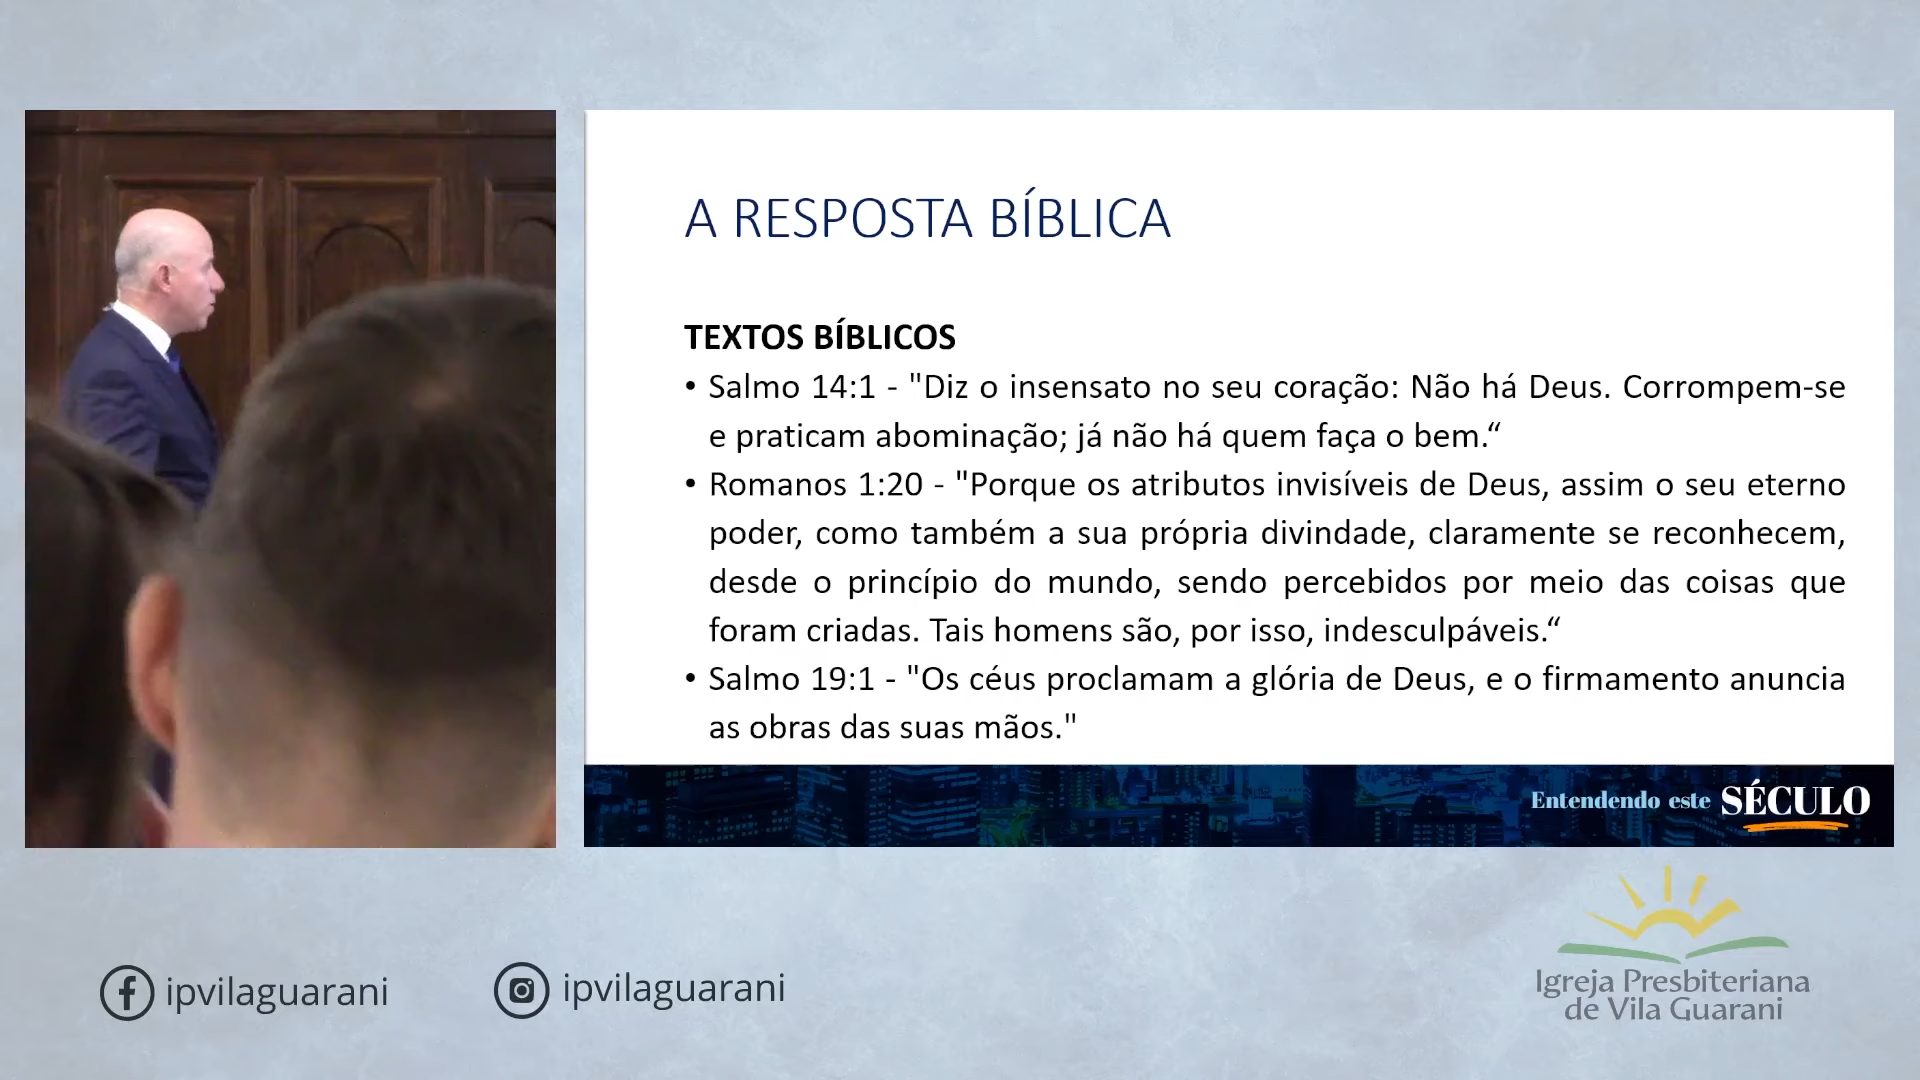 A RESPOSTA BÍBLICA
TEXTOS BÍBLICOS
• Salmo 14:1 - "Diz o insensato no seu coração: Não há Deus. Corrompem-se
e praticam abominação; já não há quem faça o bem.“
• Romanos 1:20 - "Porque os atributos invisíveis de Deus, assim o seu eterno
poder, como também a sua própria divindade, claramente se reconhecem,
desde o princípio do mundo, sendo percebidos por meio das coisas que
foram criadas. Tais homens são, por isso, indesculpáveis.“
• Salmo 19:1 - "Os céus proclamam a glória de Deus, e o firmamento anuncia
as obras das suas mãos."
Entendendo este SÉCULO
ipvilaguarani
ipvilaguarani
Igreja Presbiteriana
de Vila Guarani